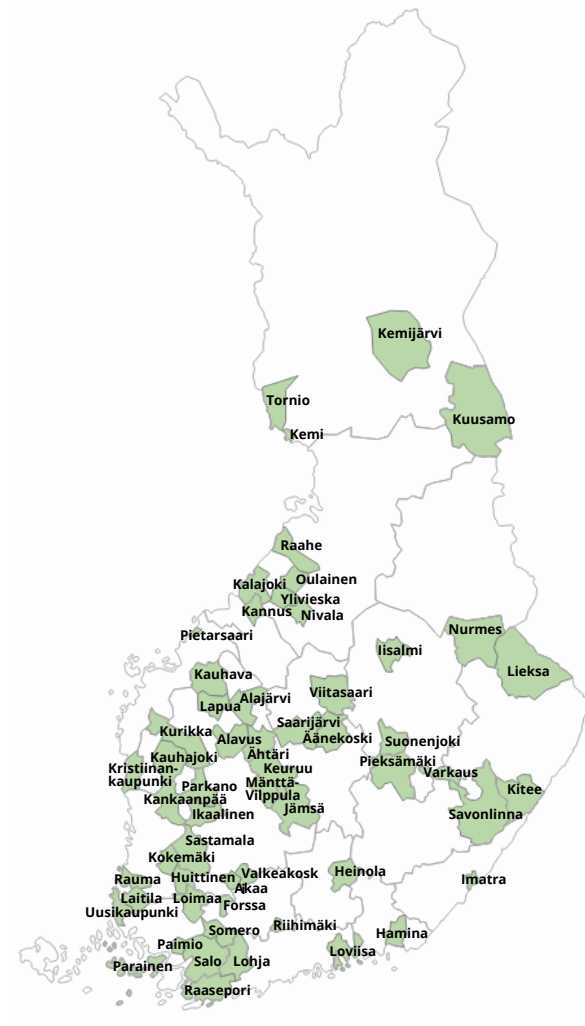 Kemijärvi
Tornio
Kuusamo
Kemi
Raahe
Oulainen
Kalajoki
Ylivieska
Kannus
Nivala
Pietarsaari
Nurmes
Iisalmi
Lieksa
Kauhava
Viitasaari
Alajärvi
Lapua
Saarijärvi
Kurikka
Äänekoski
Alavus
Suonenjoki
Ähtäri
Kauhajoki
Pieksämäki
Kristiinan-
kaupunki
Keuruu
Varkaus
Parkano
Mänttä-
Vilppula
Kitee
Kankaanpää
Jämsä
Ikaalinen
Savonlinna
Sastamala
Kokemäki
Heinola
Valkeakosk
Huittinen
Rauma
Imatra
Akaa
Laitila
Loimaa
Forssa
Uusikaupunki
Riihimäki
Somero
Hamina
Paimio
Loviisa
Salo
Lohja
Parainen
Raasepori